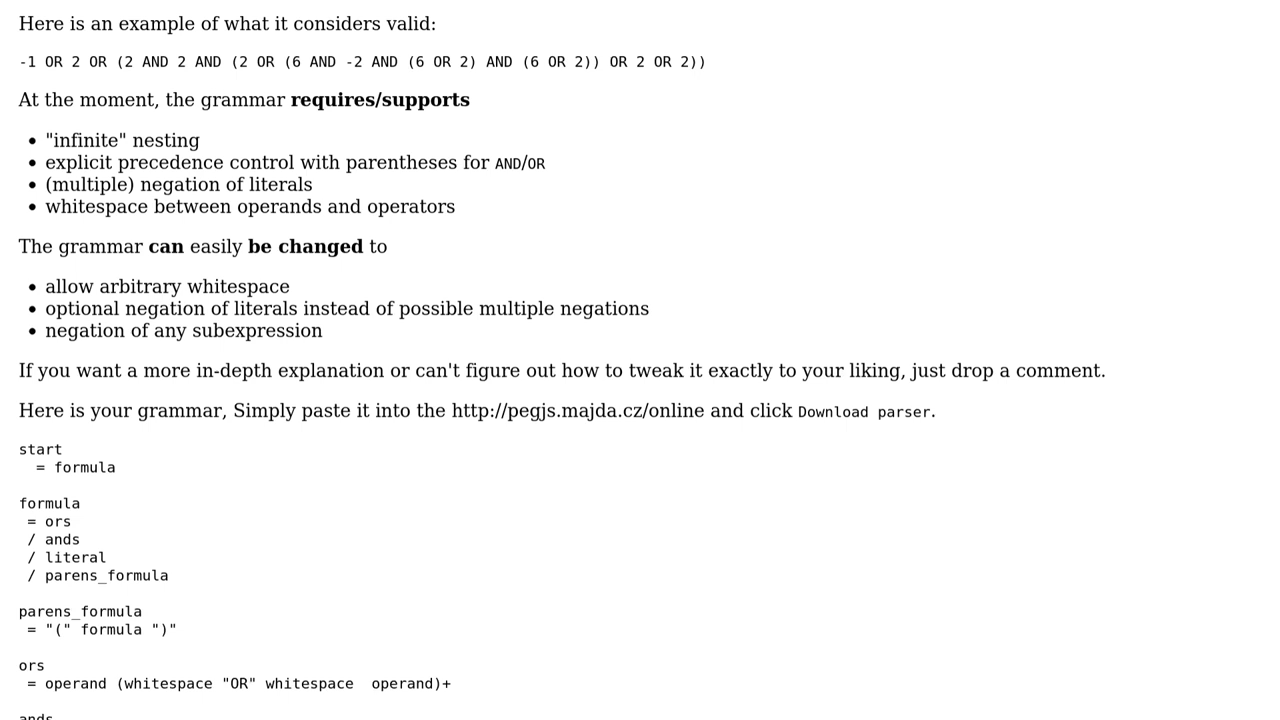 Here is an example of what it considers valid:
-1 OR 2 OR (2 AND 2 AND (2 OR (6 AND -2 AND (6 OR 2) AND (6 OR 2)) OR 2 OR 2))
At the moment, the grammar requires/supports
• "infinite" nesting
• explicit precedence control with parentheses for AND/OR
• (multiple) negation of literals
• whitespace between operands and operators
The grammar can easily be changed to
• allow arbitrary whitespace
• optional negation of literals instead of possible multiple negations
• negation of any subexpression
If you want a more in-depth explanation or can't figure out how to tweak it exactly to your liking, just drop a comment.
Here is your grammar, Simply paste it into the http://pegjs.majda.cz/online and click Download parser.
start
  = formula
formula
 = ors
 / ands
 / literal
 / parens_formula
parens_formula
 = "(" formula ")"
ors
 = operand (whitespace "OR" whitespace  operand)+
ands